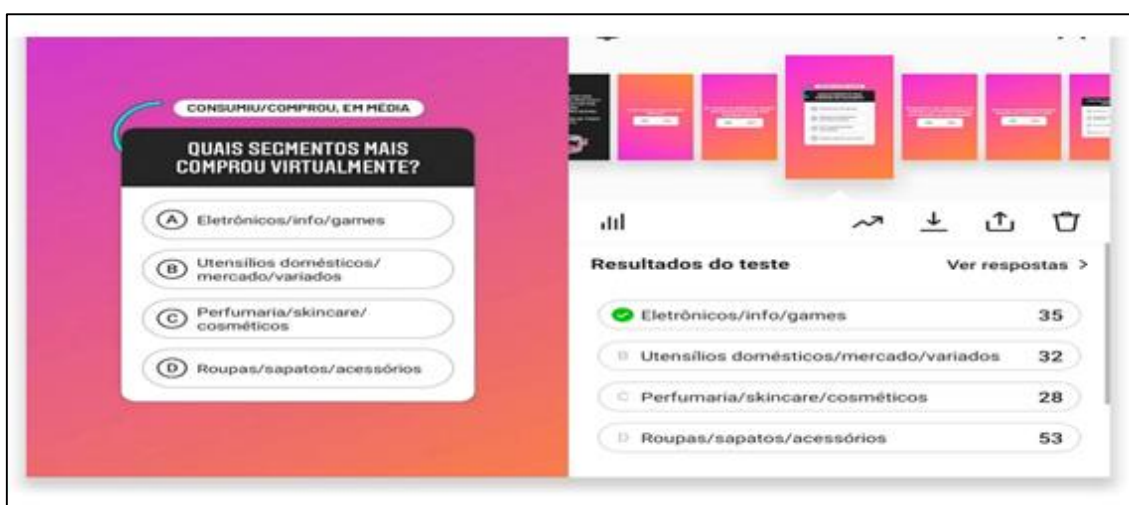 CONSUMIU/COMPROU, EM MÉDIA
QUAIS SEGMENTOS MAIS
COMPROU VIRTUALMENTE?
A Eletrônicos/info/games
B Utensílios domésticos/
mercado/variados
C Perfumaria/skincare/
cosméticos
D Roupas/sapatos/acessórios
Resultados do teste Ver respostas >
Eletrônicos/info/games 35
B Utensílios domésticos/mercado/variados 32
C Perfumaria/skincare/cosméticos 28
D Roupas/sapatos/acessórios 53